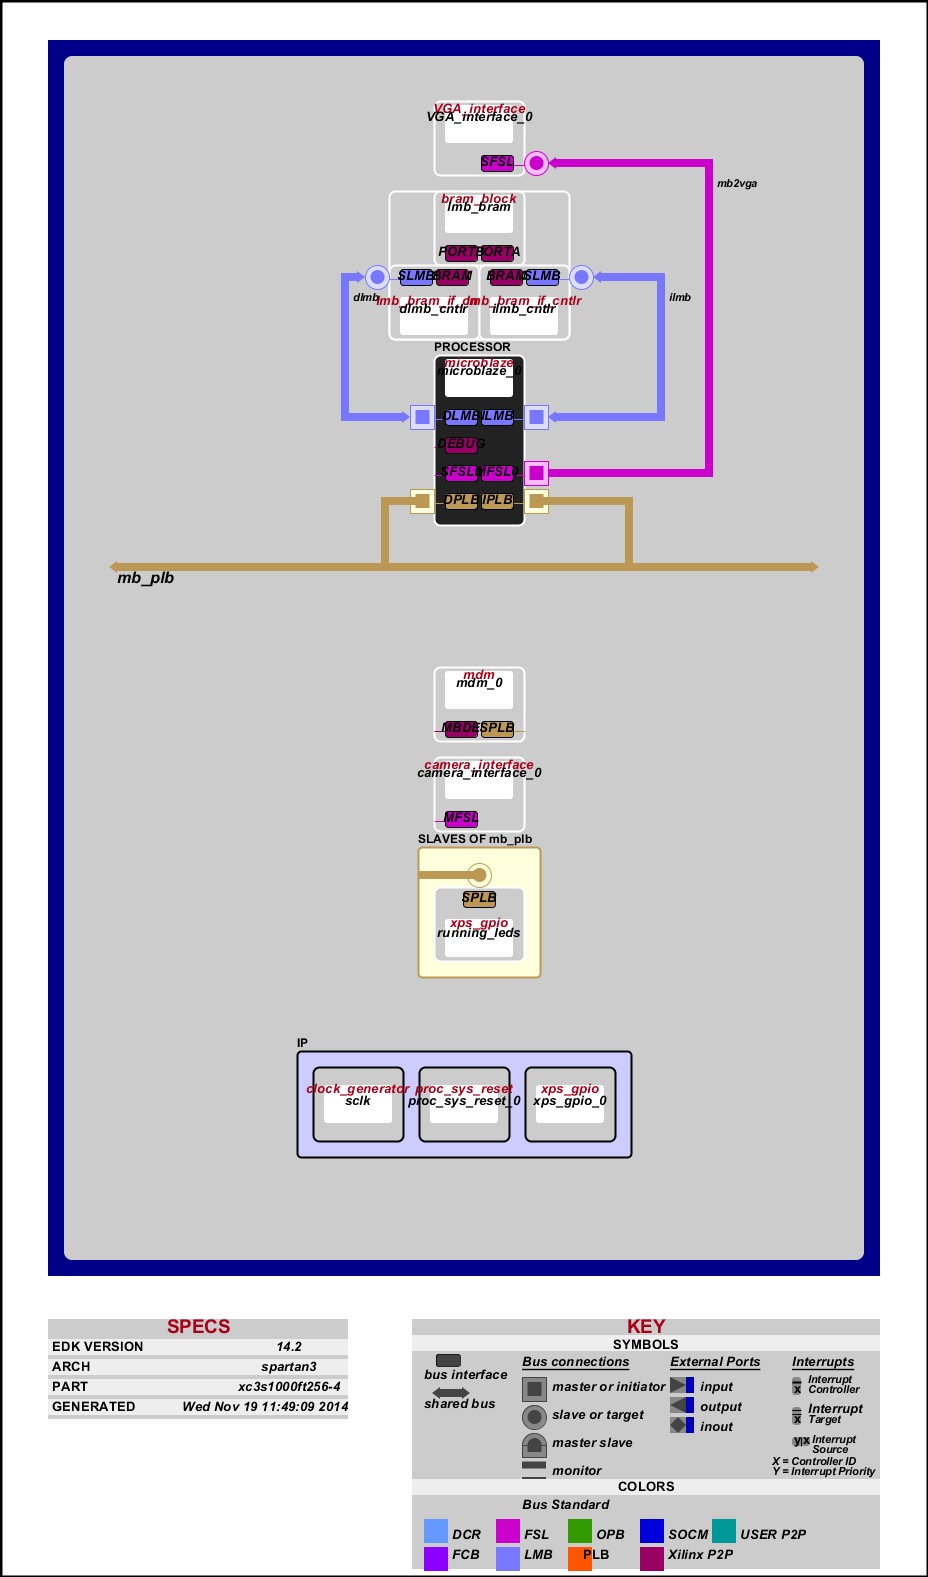 VGA_interface
VGA_interface_0
SFSL
mb2vga
bram_block
lmb_bram
PORTB PORTA
SLMB BRAM BRAM SLMB
dlmb lmb_bram_if_cntlr lmb_bram_if_cntlr ilmb
dlmb_cntlr ilmb_cntlr
PROCESSOR
microblaze
microblaze_0
DLMB ILMB
DEBUG
SFSL0 MFSL0
DPLB IPLB
mb_plb
mdm
mdm_0
SPLB
camera_interface
camera_interface_0
MFSL
SLAVES OF mb_plb
SPLB
xps_gpio
running_leds
IP
clock_generator proc_sys_reset xps_gpio
sclk proc_sys_reset_0 xps_gpio_0
SPECS
EDK VERSION 14.2
ARCH spartan3
PART xc3s1000ft256-4
GENERATED Wed Nov 19 11:49:09 2014
KEY
SYMBOLS
bus interface
shared bus
Bus connections
master or initiator
slave or target
master slave
monitor
External Ports
input
output
inout
Interrupts
x Interrupt
Controller
x Interrupt
Target
y x Interrupt
Source
X = Controller ID
Y = Interrupt Priority
COLORS
Bus Standard
DCR FSL OPB SOCM USER P2P
FCB LMB PLB Xilinx P2P